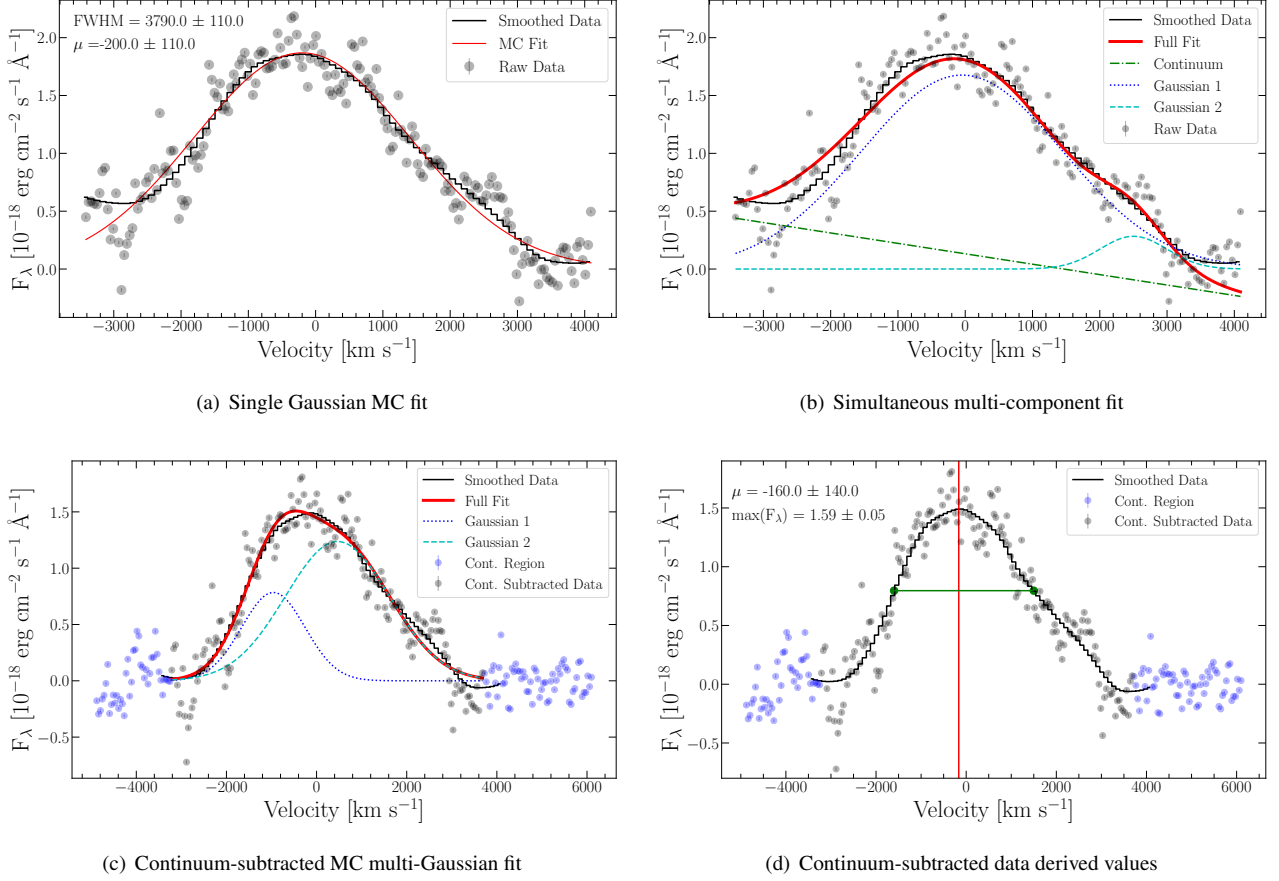 FWHM = 3790.0 ± 110.0
μ =-200.0 ± 110.0
Smoothed Data
MC Fit
Raw Data
F_λ [10⁻¹⁸ erg cm⁻² s⁻¹ Å⁻¹]
2.0
1.5
1.0
0.5
0.0
−3000 −2000 −1000 0 1000 2000 3000 4000
Velocity [km s⁻¹]
(a) Single Gaussian MC fit
Smoothed Data
Full Fit
Continuum
Gaussian 1
Gaussian 2
Raw Data
F_λ [10⁻¹⁸ erg cm⁻² s⁻¹ Å⁻¹]
2.0
1.5
1.0
0.5
0.0
−3000 −2000 −1000 0 1000 2000 3000 4000
Velocity [km s⁻¹]
(b) Simultaneous multi-component fit
Smoothed Data
Full Fit
Gaussian 1
Gaussian 2
Cont. Region
Cont. Subtracted Data
F_λ [10⁻¹⁸ erg cm⁻² s⁻¹ Å⁻¹]
1.5
1.0
0.5
0.0
−0.5
−4000 −2000 0 2000 4000 6000
Velocity [km s⁻¹]
(c) Continuum-subtracted MC multi-Gaussian fit
μ = -160.0 ± 140.0
max(F_λ) = 1.59 ± 0.05
Smoothed Data
Cont. Region
Cont. Subtracted Data
F_λ [10⁻¹⁸ erg cm⁻² s⁻¹ Å⁻¹]
1.5
1.0
0.5
0.0
−0.5
−4000 −2000 0 2000 4000 6000
Velocity [km s⁻¹]
(d) Continuum-subtracted data derived values